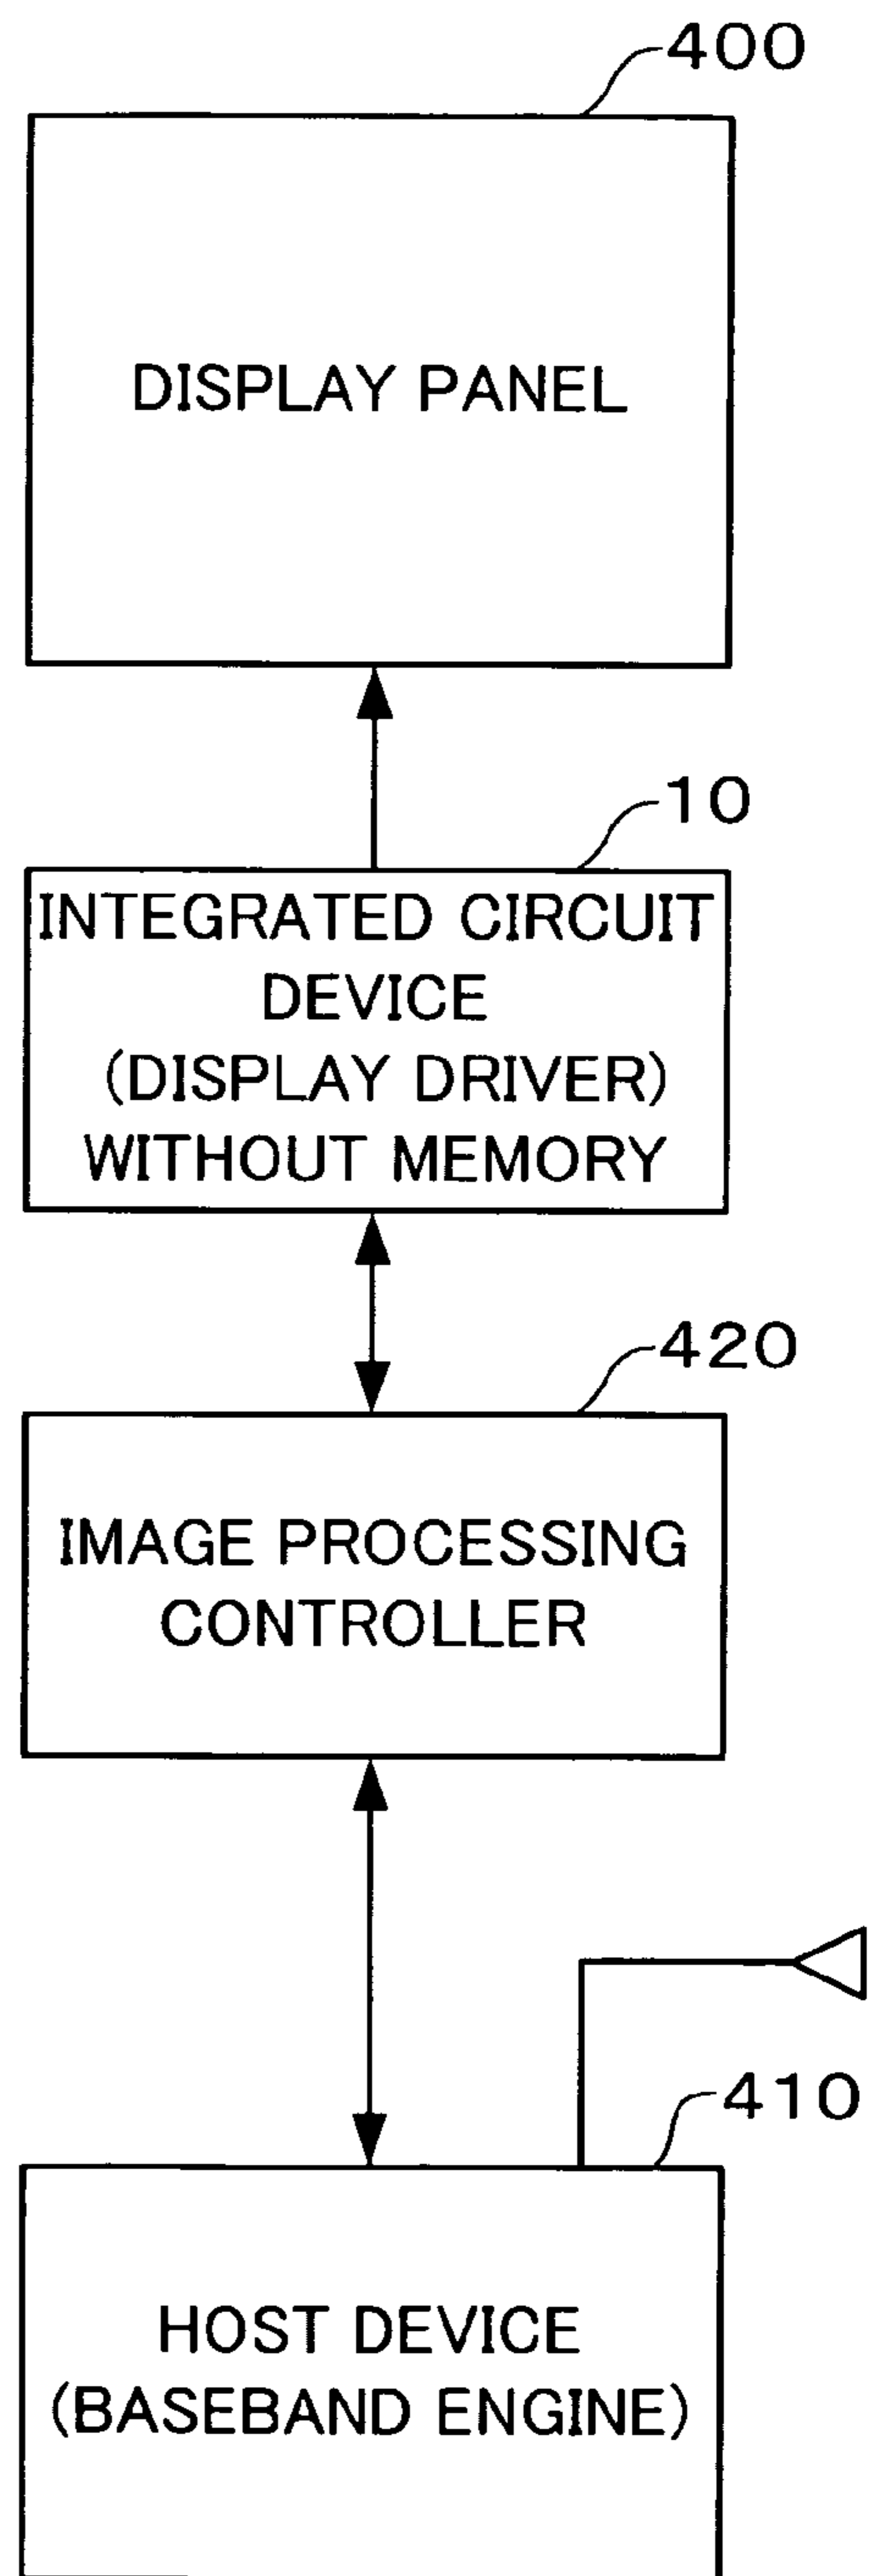 400
DISPLAY PANEL
10
INTEGRATED CIRCUIT
DEVICE
(DISPLAY DRIVER)
WITHOUT MEMORY
420
IMAGE PROCESSING
CONTROLLER
410
HOST DEVICE
(BASEBAND ENGINE)